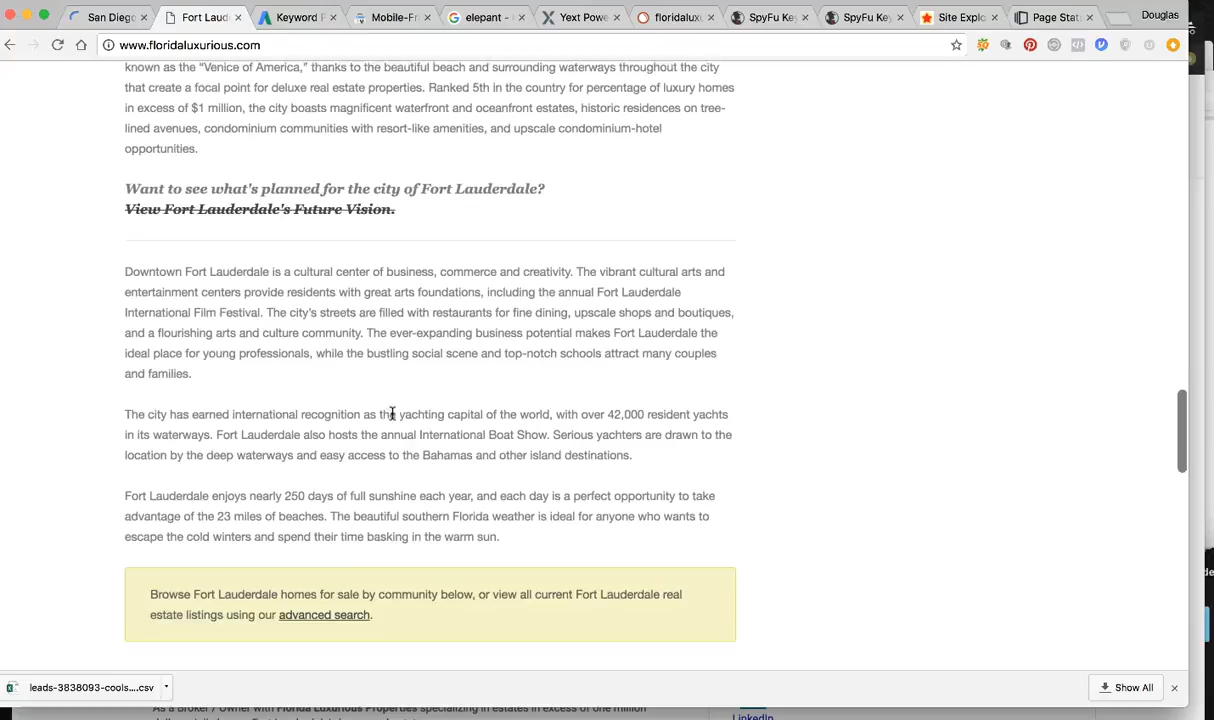 San Diego
Fort Laud
Keyword P
Mobile-Fr
elepant -
Yext Powe
floridalux
SpyFu Key
SpyFu Key
Site Explo
Page Stat
Douglas
www.floridaluxurious.com
known as the “Venice of America,” thanks to the beautiful beach and surrounding waterways throughout the city
that create a focal point for deluxe real estate properties. Ranked 5th in the country for percentage of luxury homes
in excess of $1 million, the city boasts magnificent waterfront and oceanfront estates, historic residences on tree-
lined avenues, condominium communities with resort-like amenities, and upscale condominium-hotel
opportunities.
Want to see what's planned for the city of Fort Lauderdale?
View Fort Lauderdale's Future Vision.
Downtown Fort Lauderdale is a cultural center of business, commerce and creativity. The vibrant cultural arts and
entertainment centers provide residents with great arts foundations, including the annual Fort Lauderdale
International Film Festival. The city’s streets are filled with restaurants for fine dining, upscale shops and boutiques,
and a flourishing arts and culture community. The ever-expanding business potential makes Fort Lauderdale the
ideal place for young professionals, while the bustling social scene and top-notch schools attract many couples
and families.
The city has earned international recognition as the yachting capital of the world, with over 42,000 resident yachts
in its waterways. Fort Lauderdale also hosts the annual International Boat Show. Serious yachters are drawn to the
location by the deep waterways and easy access to the Bahamas and other island destinations.
Fort Lauderdale enjoys nearly 250 days of full sunshine each year, and each day is a perfect opportunity to take
advantage of the 23 miles of beaches. The beautiful southern Florida weather is ideal for anyone who wants to
escape the cold winters and spend their time basking in the warm sun.
Browse Fort Lauderdale homes for sale by community below, or view all current Fort Lauderdale real
estate listings using our advanced search.
leads-3838093-cools....csv
Show All
As a Broker / Owner with Florida Luxurious Properties specializing in estates in excess of one million
LinkedIn